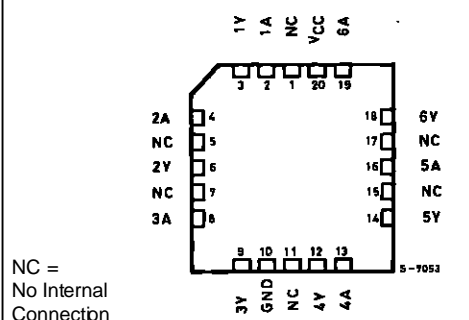 1Y 1A NC VCC 6A
3 2 1 20 19
2A 4 18 6Y
NC 5 17 NC
2Y 6 16 5A
NC 7 15 NC
3A 8 14 5Y
9 10 11 12 13
S-7053
3Y GND NC 4Y 4A
NC =
No Internal
Connection